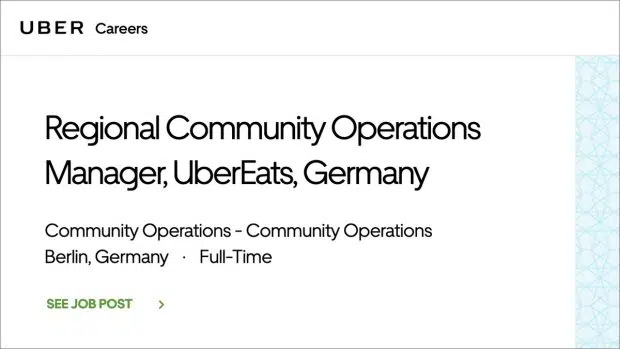 UBER Careers
Regional Community Operations
Manager, UberEats, Germany
Community Operations - Community Operations
Berlin, Germany · Full-Time
SEE JOB POST >